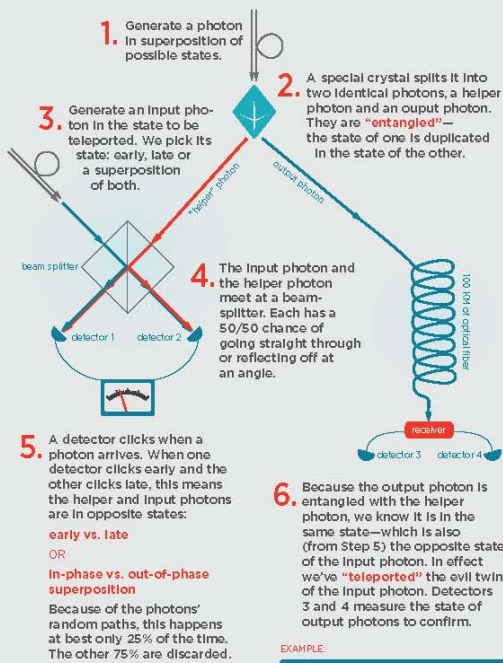 1. Generate a photon
in superposition of
possible states.
2. A special crystal splits it into
two identical photons, a helper
photon and an ouput photon.
They are “entangled”—
the state of one is duplicated
in the state of the other.
3. Generate an input pho-
ton in the state to be
teleported. We pick its
state: early, late or
a superposition
of both.
"helper" photon
output photon
beam splitter
4. The input photon and
the helper photon
meet at a beam-
splitter. Each has a
50/50 chance of
going straight through
or reflecting off at
an angle.
detector 1
detector 2
100 KM of optical fiber
receiver
detector 3
detector 4
5. A detector clicks when a
photon arrives. When one
detector clicks early and the
other clicks late, this means
the helper and input photons
are in opposite states:
early vs. late
OR
in-phase vs. out-of-phase
superposition
Because of the photons'
random paths, this happens
at best only 25% of the time.
The other 75% are discarded.
6. Because the output photon is
entangled with the helper
photon, we know it is in the
same state—which is also
(from Step 5) the opposite state
of the input photon. In effect
we've “teleported” the evil twin
of the input photon. Detectors
3 and 4 measure the state of
output photons to confirm.
EXAMPLE: